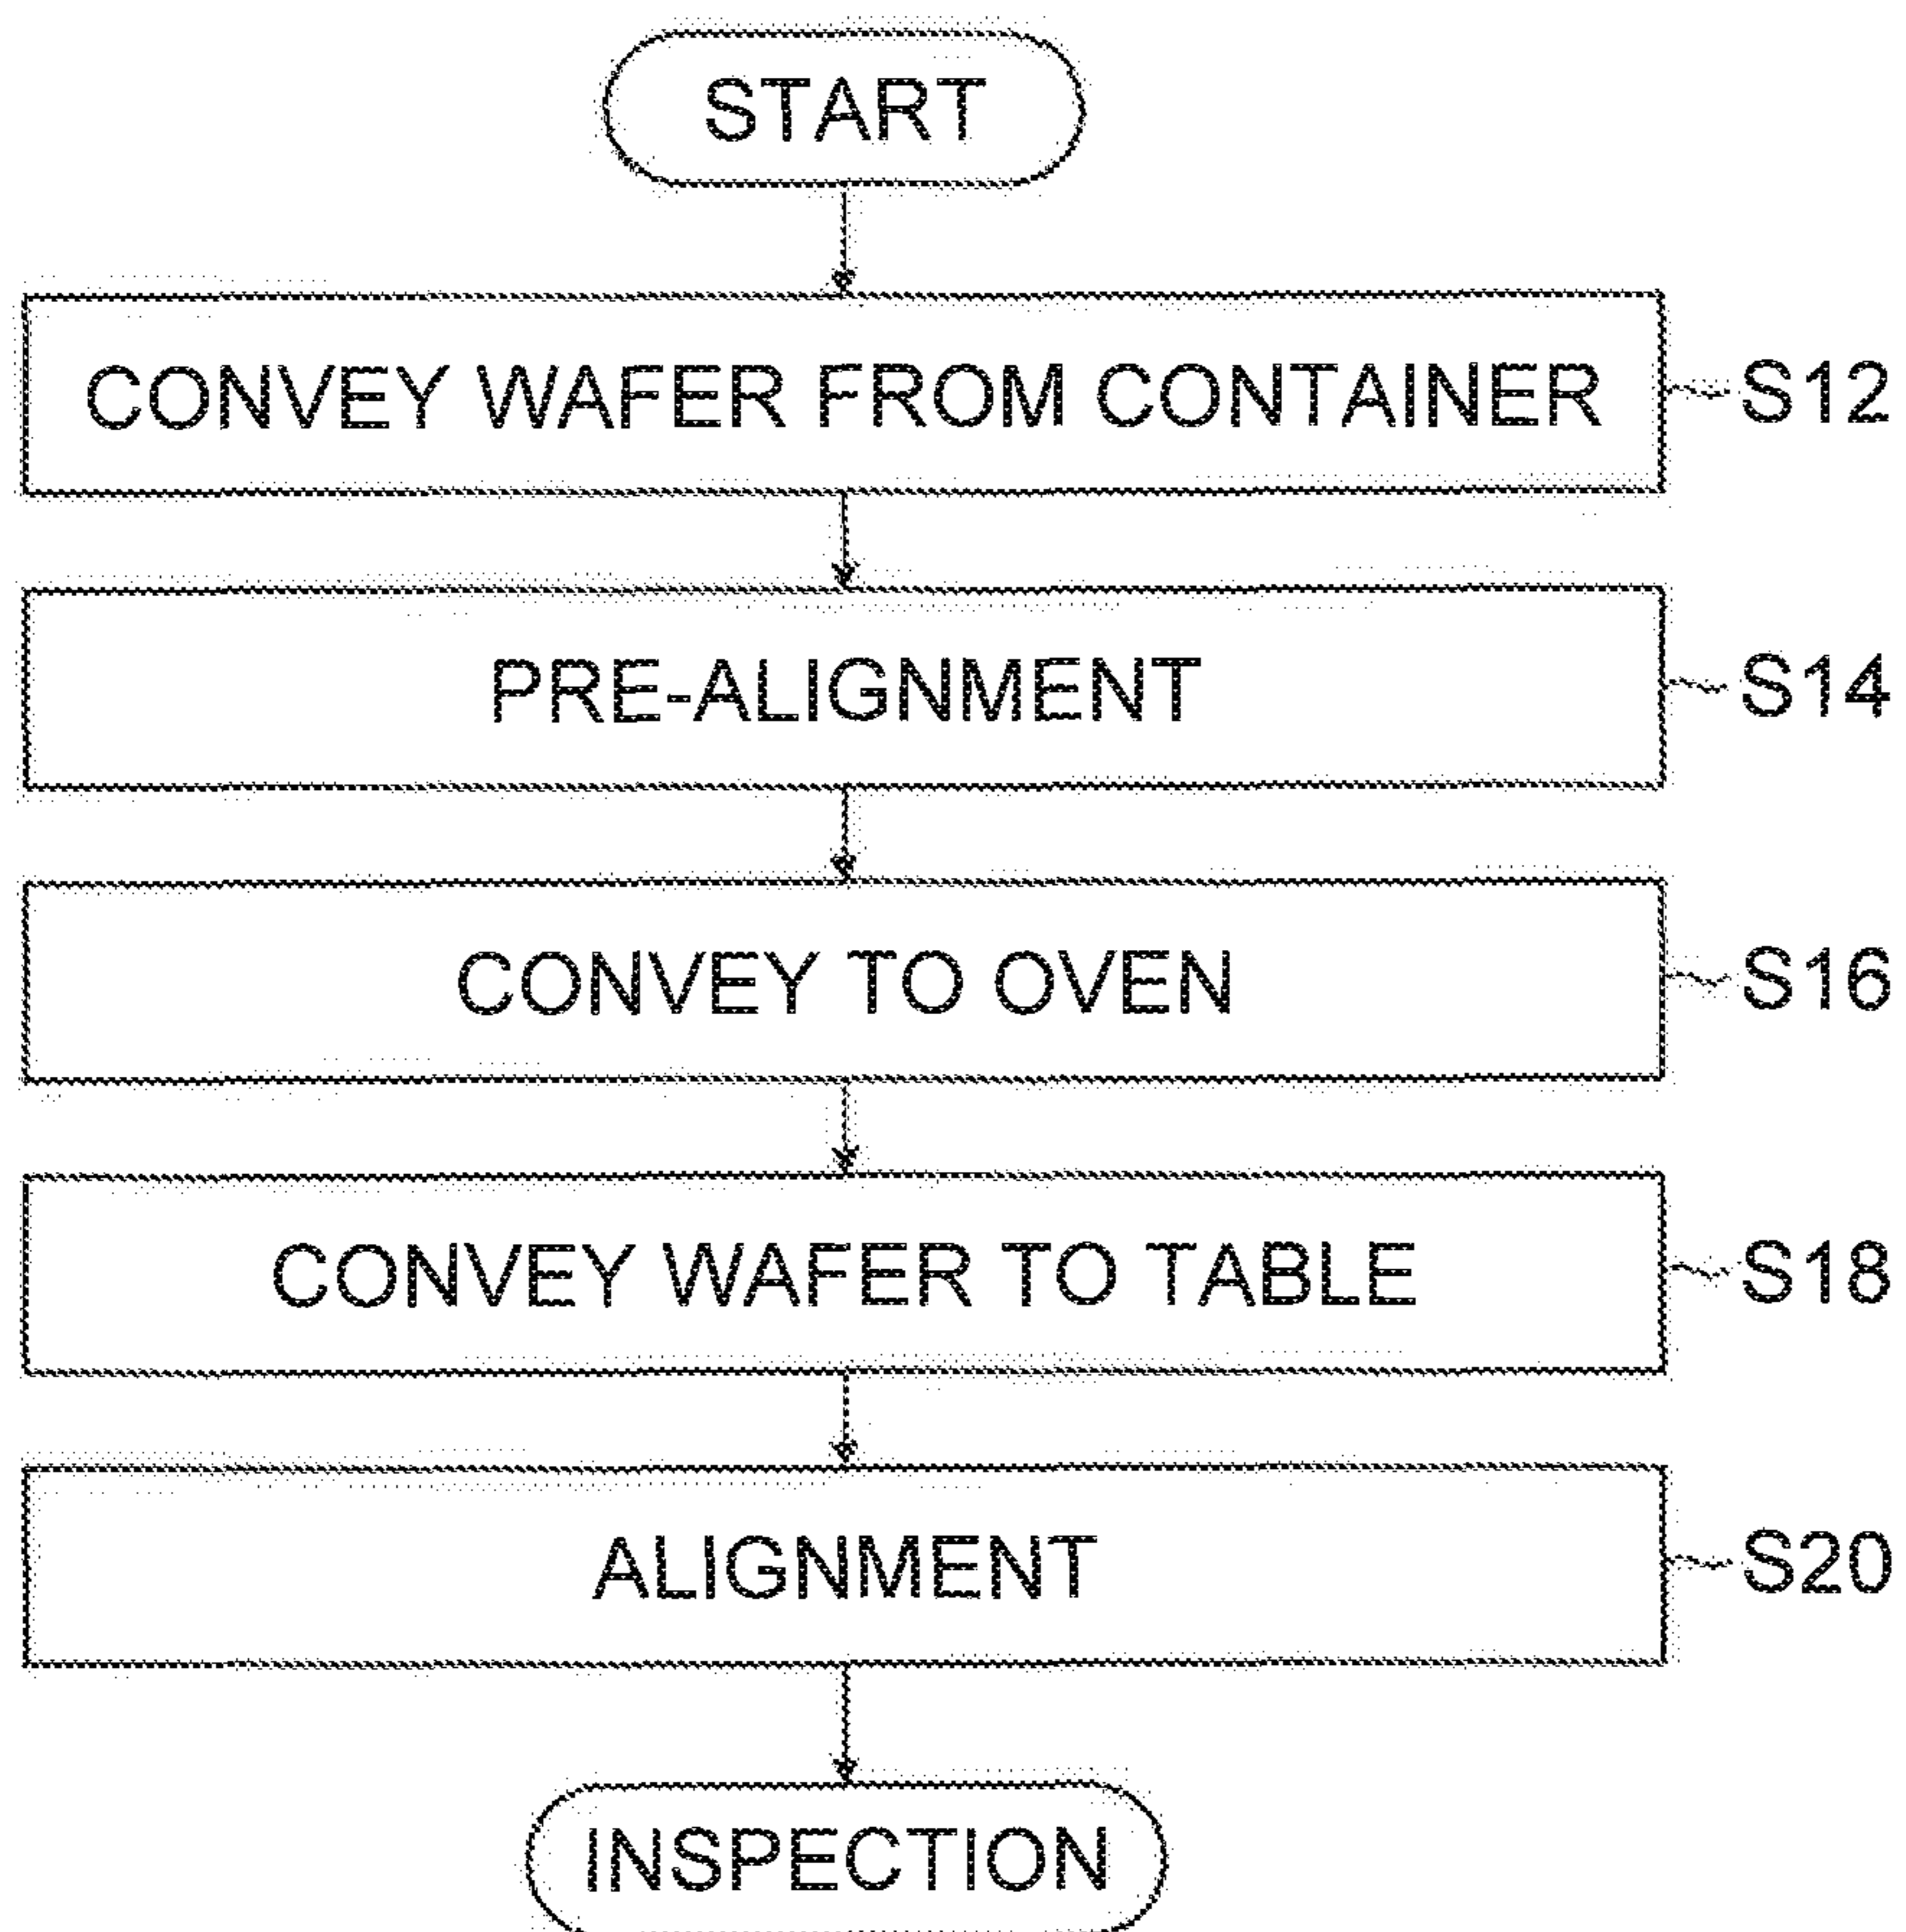 START
CONVEY WAFER FROM CONTAINER S12
PRE-ALIGNMENT S14
CONVEY TO OVEN S16
CONVEY WAFER TO TABLE S18
ALIGNMENT S20
INSPECTION